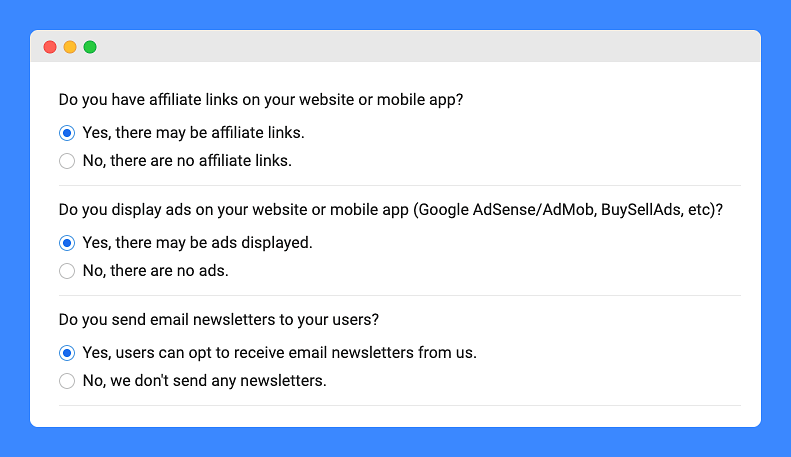 Do you have affiliate links on your website or mobile app?
Yes, there may be affiliate links.
No, there are no affiliate links.
Do you display ads on your website or mobile app (Google AdSense/AdMob, BuySellAds, etc)?
Yes, there may be ads displayed.
No, there are no ads.
Do you send email newsletters to your users?
Yes, users can opt to receive email newsletters from us.
No, we don't send any newsletters.